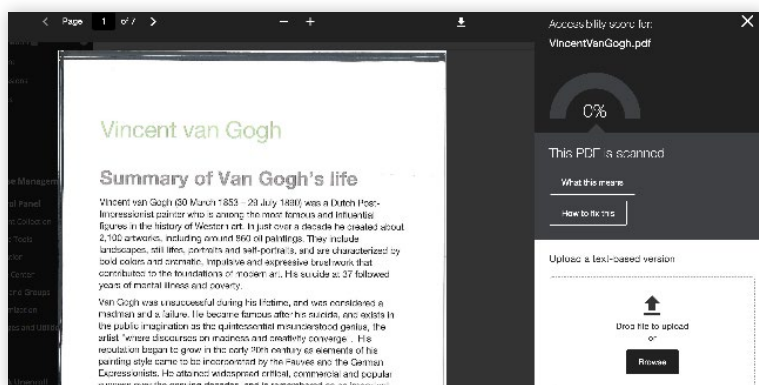 Page 1 of 7
Accessibility score for:
VincentVanGogh.pdf
0%
This PDF is scanned
What this means
How to fix this
Upload a text-based version
Drop file to upload
or
Browse
Vincent van Gogh
Summary of Van Gogh's life
Vincent van Gogh (30 March 1853 – 29 July 1890) was a Dutch Post-
Impressionist painter who is among the most famous and influential
figures in the history of Western art. In just over a decade he created about
2,100 artworks, including around 860 oil paintings. They include
landscapes, still lifes, portraits and self-portraits, and are characterized by
bold colors and dramatic, impulsive and expressive brushwork that
contributed to the foundations of modern art. His suicide at 37 followed
years of mental illness and poverty.
Van Gogh was unsuccessful during his lifetime, and was considered a
madman and a failure. He became famous after his suicide, and exists in
the public imagination as the quintessential misunderstood genius, the
artist "where discourses on madness and creativity converge". His
reputation began to grow in the early 20th century as elements of his
painting style came to be incorporated by the Fauves and the German
Expressionists. He attained widespread critical, commercial and popular